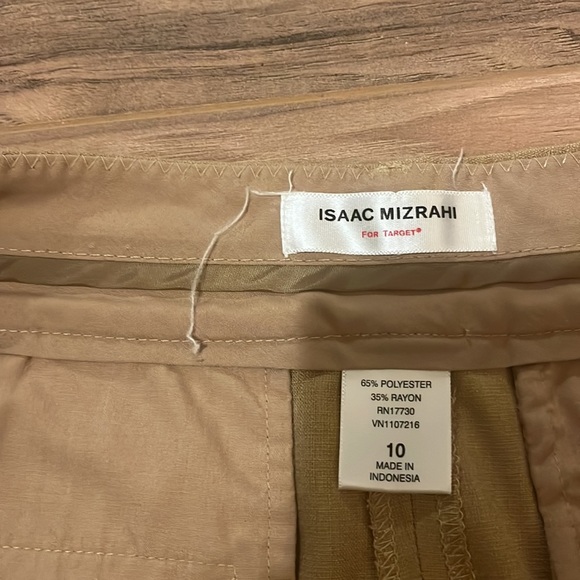 ISAAC MIZRAHI
FOR TARGET®
65% POLYESTER
35% RAYON
RN17730
VN1107216
10
MADE IN
INDONESIA